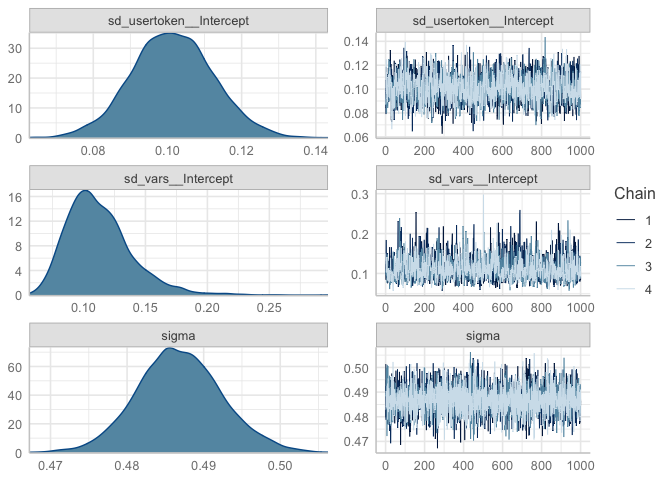 sd_usertoken__Intercept
30
20
10
0
0.08 0.10 0.12 0.14
sd_usertoken__Intercept
0.14
0.12
0.10
0.08
0.06
0 200 400 600 800 1000
sd_vars__Intercept
16
12
8
4
0
0.10 0.15 0.20 0.25
sd_vars__Intercept
0.3
0.2
0.1
0 200 400 600 800 1000
sigma
60
40
20
0
0.47 0.48 0.49 0.50
sigma
0.50
0.49
0.48
0.47
0 200 400 600 800 1000
Chain
1
2
3
4